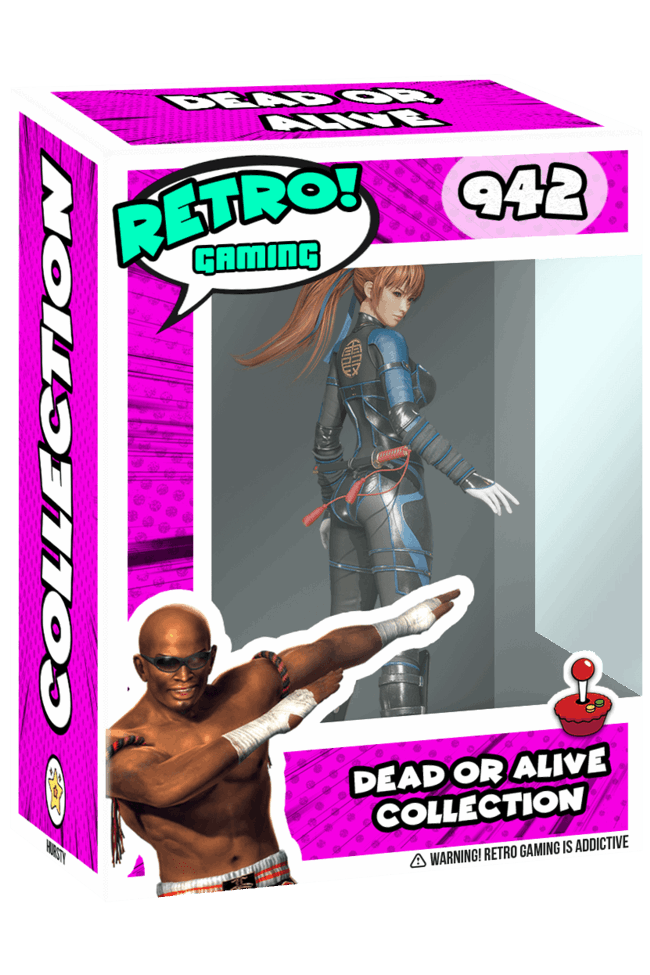 DEAD OR
ALIVE
COLLECTION
RETRO!
GAMING
942
DEAD OR ALIVE
COLLECTION
WARNING! RETRO GAMING IS ADDICTIVE
HURSTY